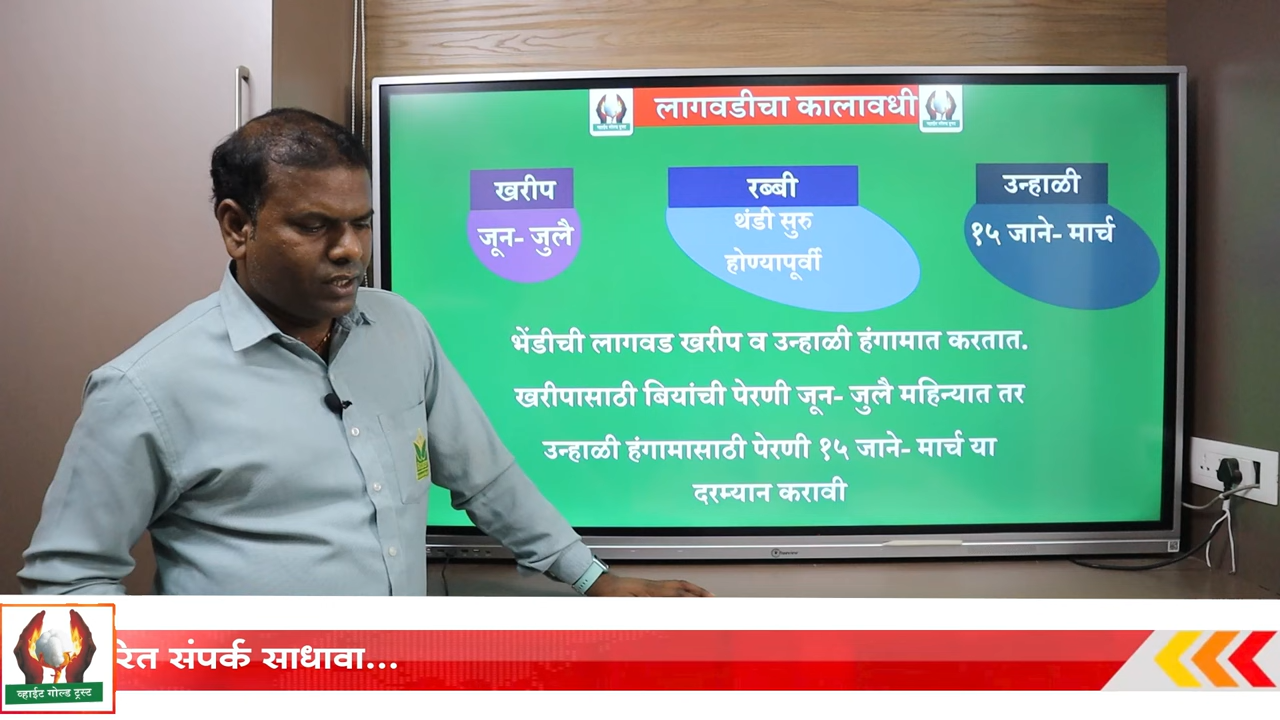 लागवडीचा कालावधी
खरीप
जून- जुलै
रब्बी
थंडी सुरु
होण्यापूर्वी
उन्हाळी
१५ जाने- मार्च
भेंडीची लागवड खरीप व उन्हाळी हंगामात करतात.
खरीपासाठी बियांची पेरणी जून- जुलै महिन्यात तर
उन्हाळी हंगामासाठी पेरणी १५ जाने- मार्च या
दरम्यान करावी
रित संपर्क साधावा...
व्हाईट गोल्ड ट्रस्ट